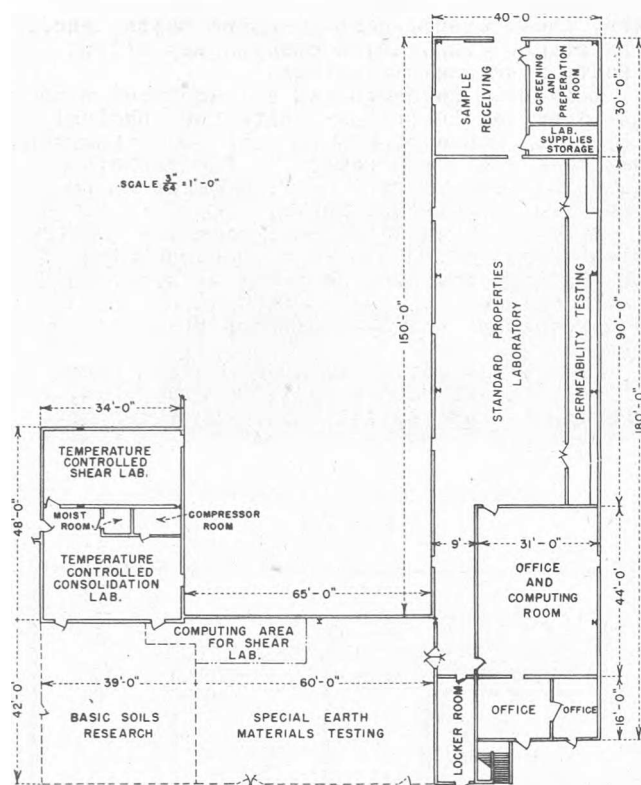 40'-0"
SAMPLE
RECEIVING
SCREENING
AND
PREPERATION
ROOM
30'-0"
LAB.
SUPPLIES
STORAGE
SCALE 3/64" = 1'-0"
150'-0"
STANDARD PROPERTIES
LABORATORY
PERMEABILITY TESTING
90'-0"
180'-0"
34'-0"
TEMPERATURE
CONTROLLED
SHEAR LAB.
48'-0"
MOIST
ROOM
COMPRESSOR
ROOM
TEMPERATURE
CONTROLLED
CONSOLIDATION
LAB.
9'
31'-0"
OFFICE
AND
COMPUTING
ROOM
44'-0"
65'-0"
COMPUTING AREA
FOR SHEAR
LAB.
39'-0"
60'-0"
42'-0"
BASIC SOILS
RESEARCH
SPECIAL EARTH
MATERIALS TESTING
LOCKER ROOM
OFFICE
OFFICE
16'-0"